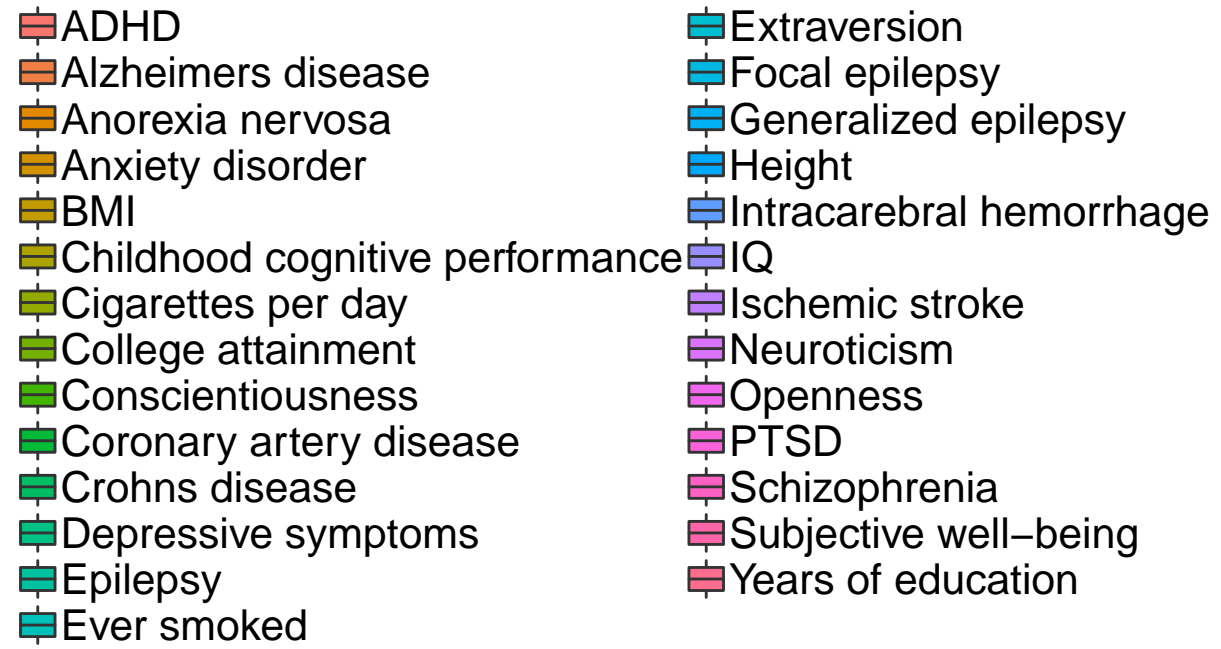 ADHD
Alzheimers disease
Anorexia nervosa
Anxiety disorder
BMI
Childhood cognitive performance
Cigarettes per day
College attainment
Conscientiousness
Coronary artery disease
Crohns disease
Depressive symptoms
Epilepsy
Ever smoked
Extraversion
Focal epilepsy
Generalized epilepsy
Height
Intracarebral hemorrhage
IQ
Ischemic stroke
Neuroticism
Openness
PTSD
Schizophrenia
Subjective well−being
Years of education